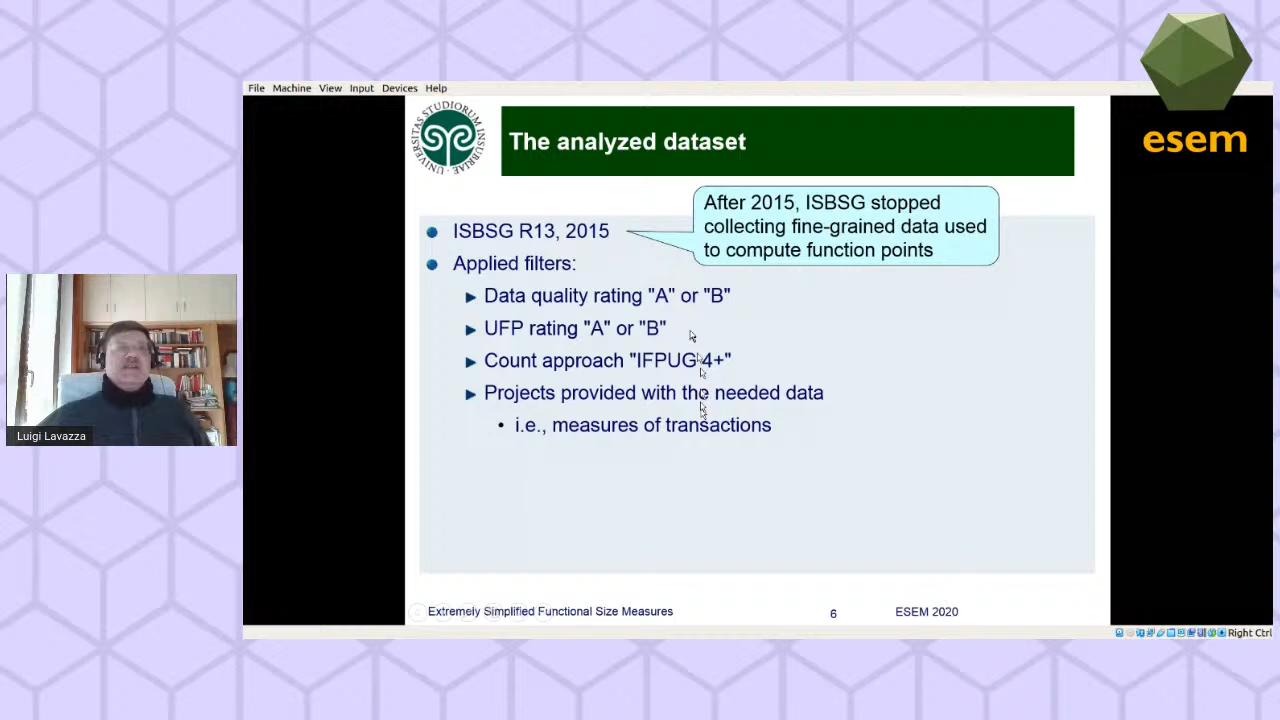 esem
File Machine View Input Devices Help
UNIVERSITAS STUDIORUM INSUBRIAE
The analyzed dataset
After 2015, ISBSG stopped
collecting fine-grained data used
to compute function points
ISBSG R13, 2015
Applied filters:
Data quality rating "A" or "B"
UFP rating "A" or "B"
Count approach "IFPUG 4+"
Projects provided with the needed data
• i.e., measures of transactions
Luigi Lavazza
Extremely Simplified Functional Size Measures
6
ESEM 2020
Right Ctrl